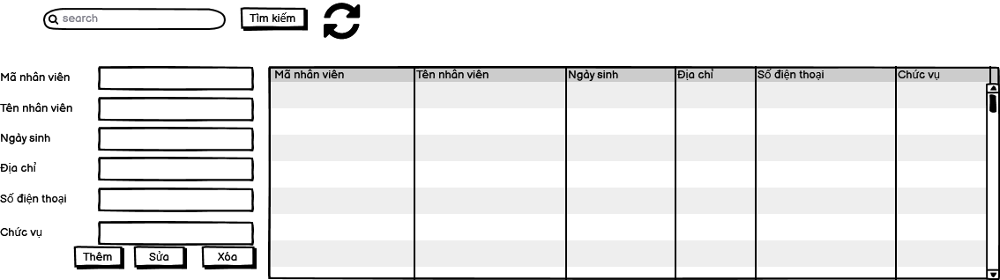 search
Tìm kiếm
Mã nhân viên
Tên nhân viên
Ngày sinh
Địa chỉ
Số điện thoại
Chức vụ
Thêm Sửa Xóa
Mã nhân viên Tên nhân viên Ngày sinh Địa chỉ Số điện thoại Chức vụ